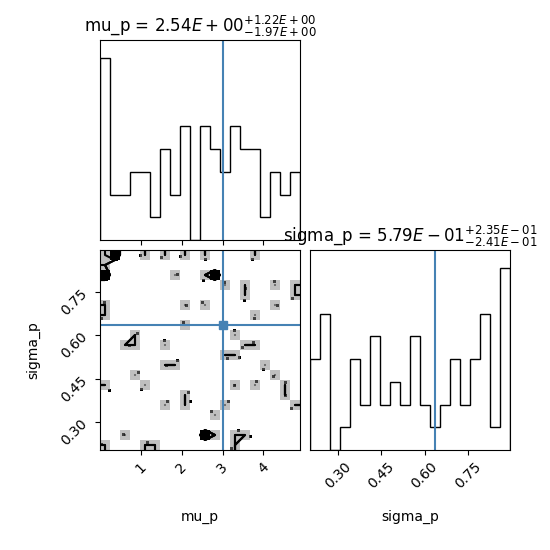 mu_p = 2.54E + 00^{+1.22E+00}_{-1.97E+00}
sigma_p = 5.79E − 01^{+2.35E−01}_{-2.41E−01}
sigma_p
0.75
0.60
0.45
0.30
1
2
3
4
mu_p
0.30
0.45
0.60
0.75
sigma_p